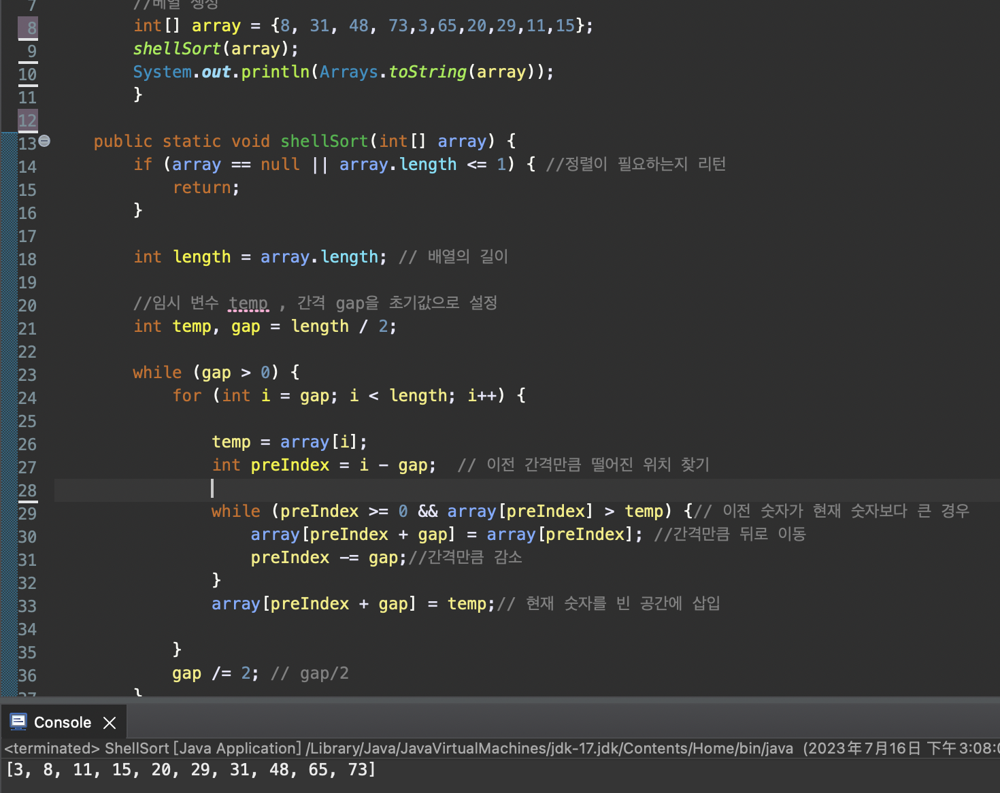 7 //배열 생성
8 int[] array = {8, 31, 48, 73,3,65,20,29,11,15};
9 shellSort(array);
10 System.out.println(Arrays.toString(array));
11 }
12
13 public static void shellSort(int[] array) {
14 if (array == null || array.length <= 1) { //정렬이 필요하는지 리턴
15 return;
16 }
17
18 int length = array.length; // 배열의 길이
19
20 //임시 변수 temp , 간격 gap을 초기값으로 설정
21 int temp, gap = length / 2;
22
23 while (gap > 0) {
24 for (int i = gap; i < length; i++) {
25
26 temp = array[i];
27 int preIndex = i - gap;  // 이전 간격만큼 떨어진 위치 찾기
28
29 while (preIndex >= 0 && array[preIndex] > temp) {// 이전 숫자가 현재 숫자보다 큰 경우
30 array[preIndex + gap] = array[preIndex]; //간격만큼 뒤로 이동
31 preIndex -= gap;//간격만큼 감소
32 }
33 array[preIndex + gap] = temp;// 현재 숫자를 빈 공간에 삽입
34
35 }
36 gap /= 2; // gap/2
37 }
Console
<terminated> ShellSort [Java Application] /Library/Java/JavaVirtualMachines/jdk-17.jdk/Contents/Home/bin/java (2023年7月16日 下午3:08:0
[3, 8, 11, 15, 20, 29, 31, 48, 65, 73]